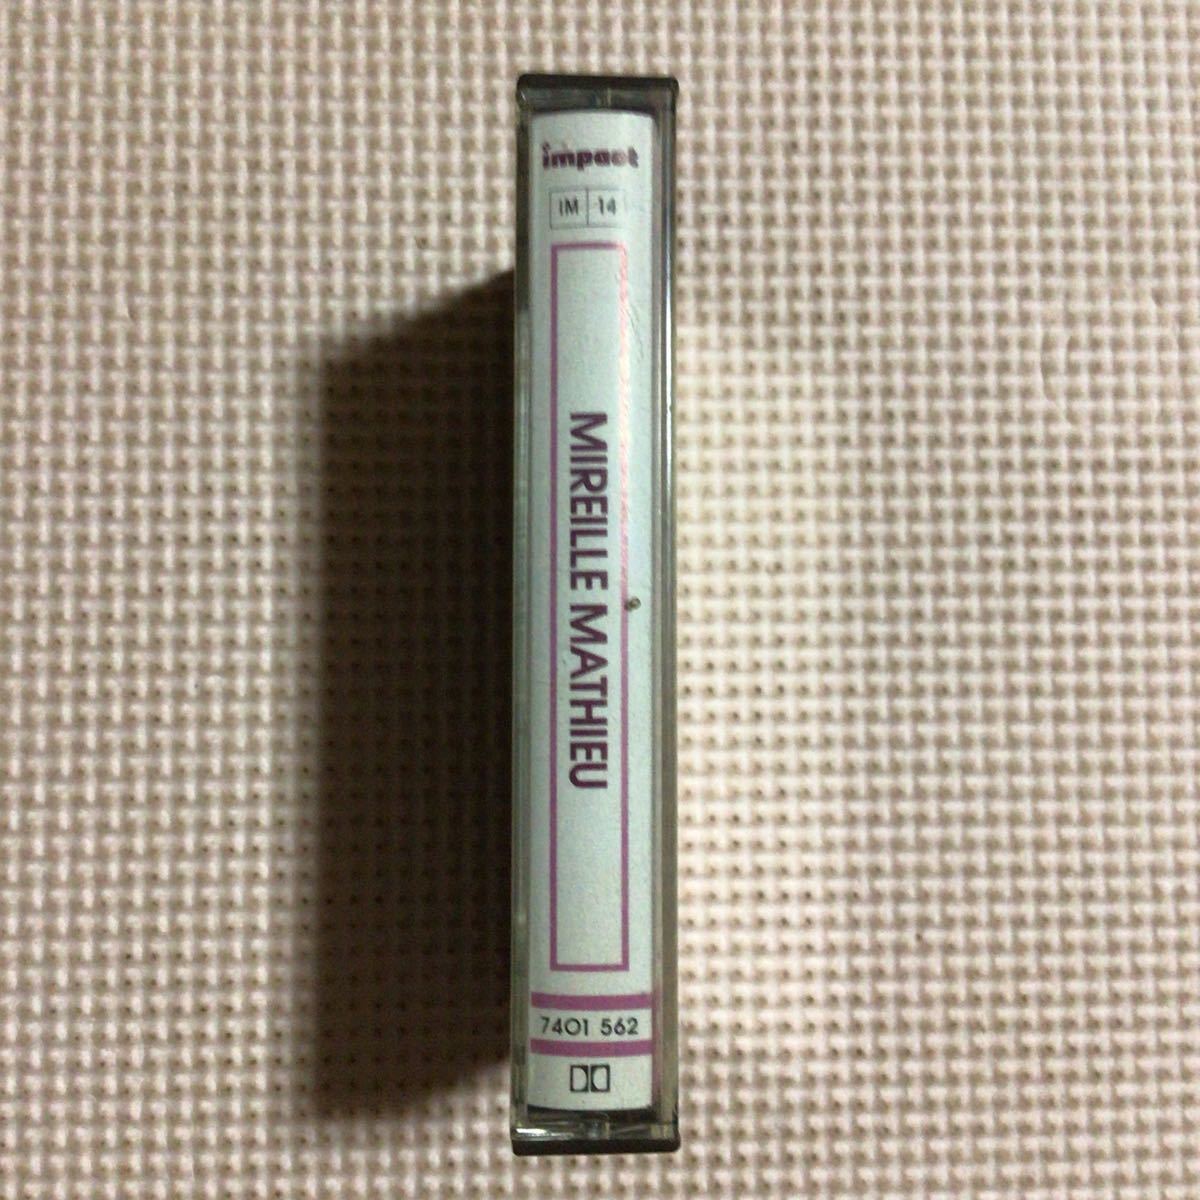 impact
IM 14
MIREILLE MATHIEU
7401 562